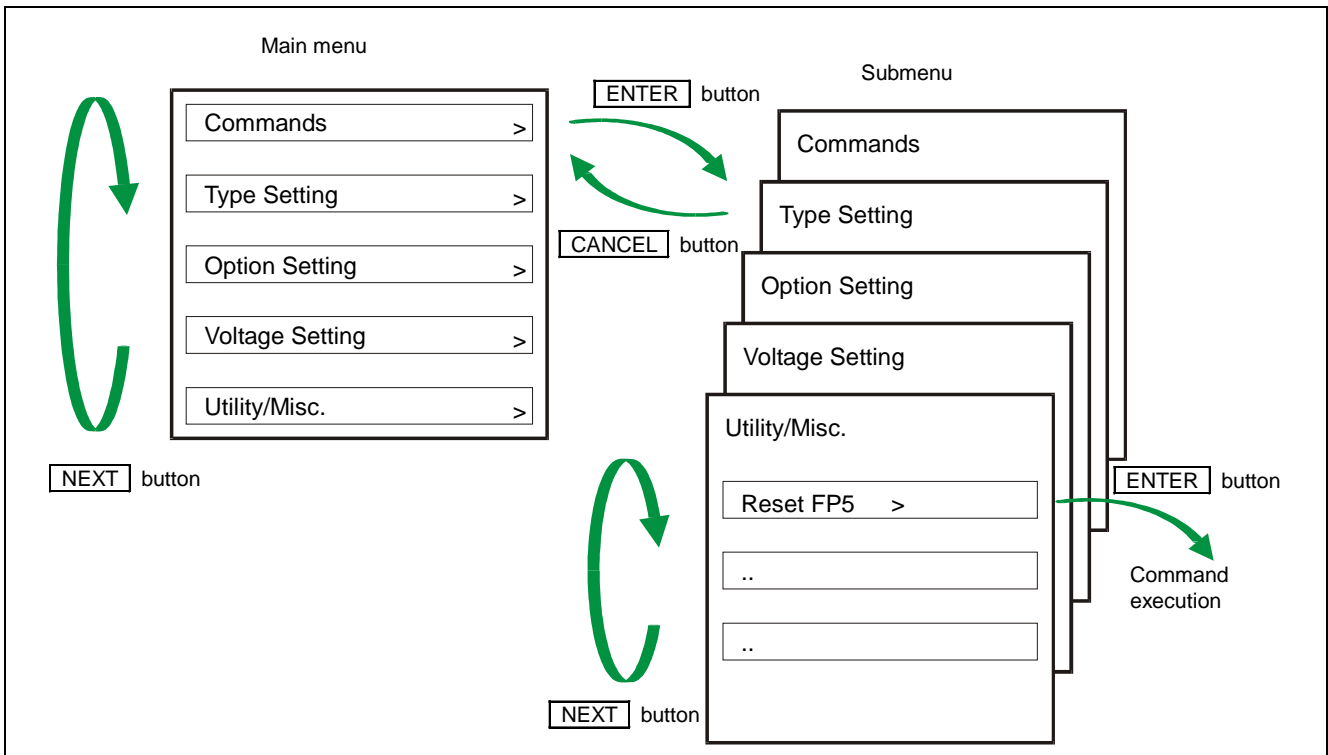 Main menu
Commands >
Type Setting >
Option Setting >
Voltage Setting >
Utility/Misc. >
NEXT button
ENTER button
CANCEL button
Submenu
Commands
Type Setting
Option Setting
Voltage Setting
Utility/Misc.
Reset FP5 >
..
..
NEXT button
ENTER button
Command
execution